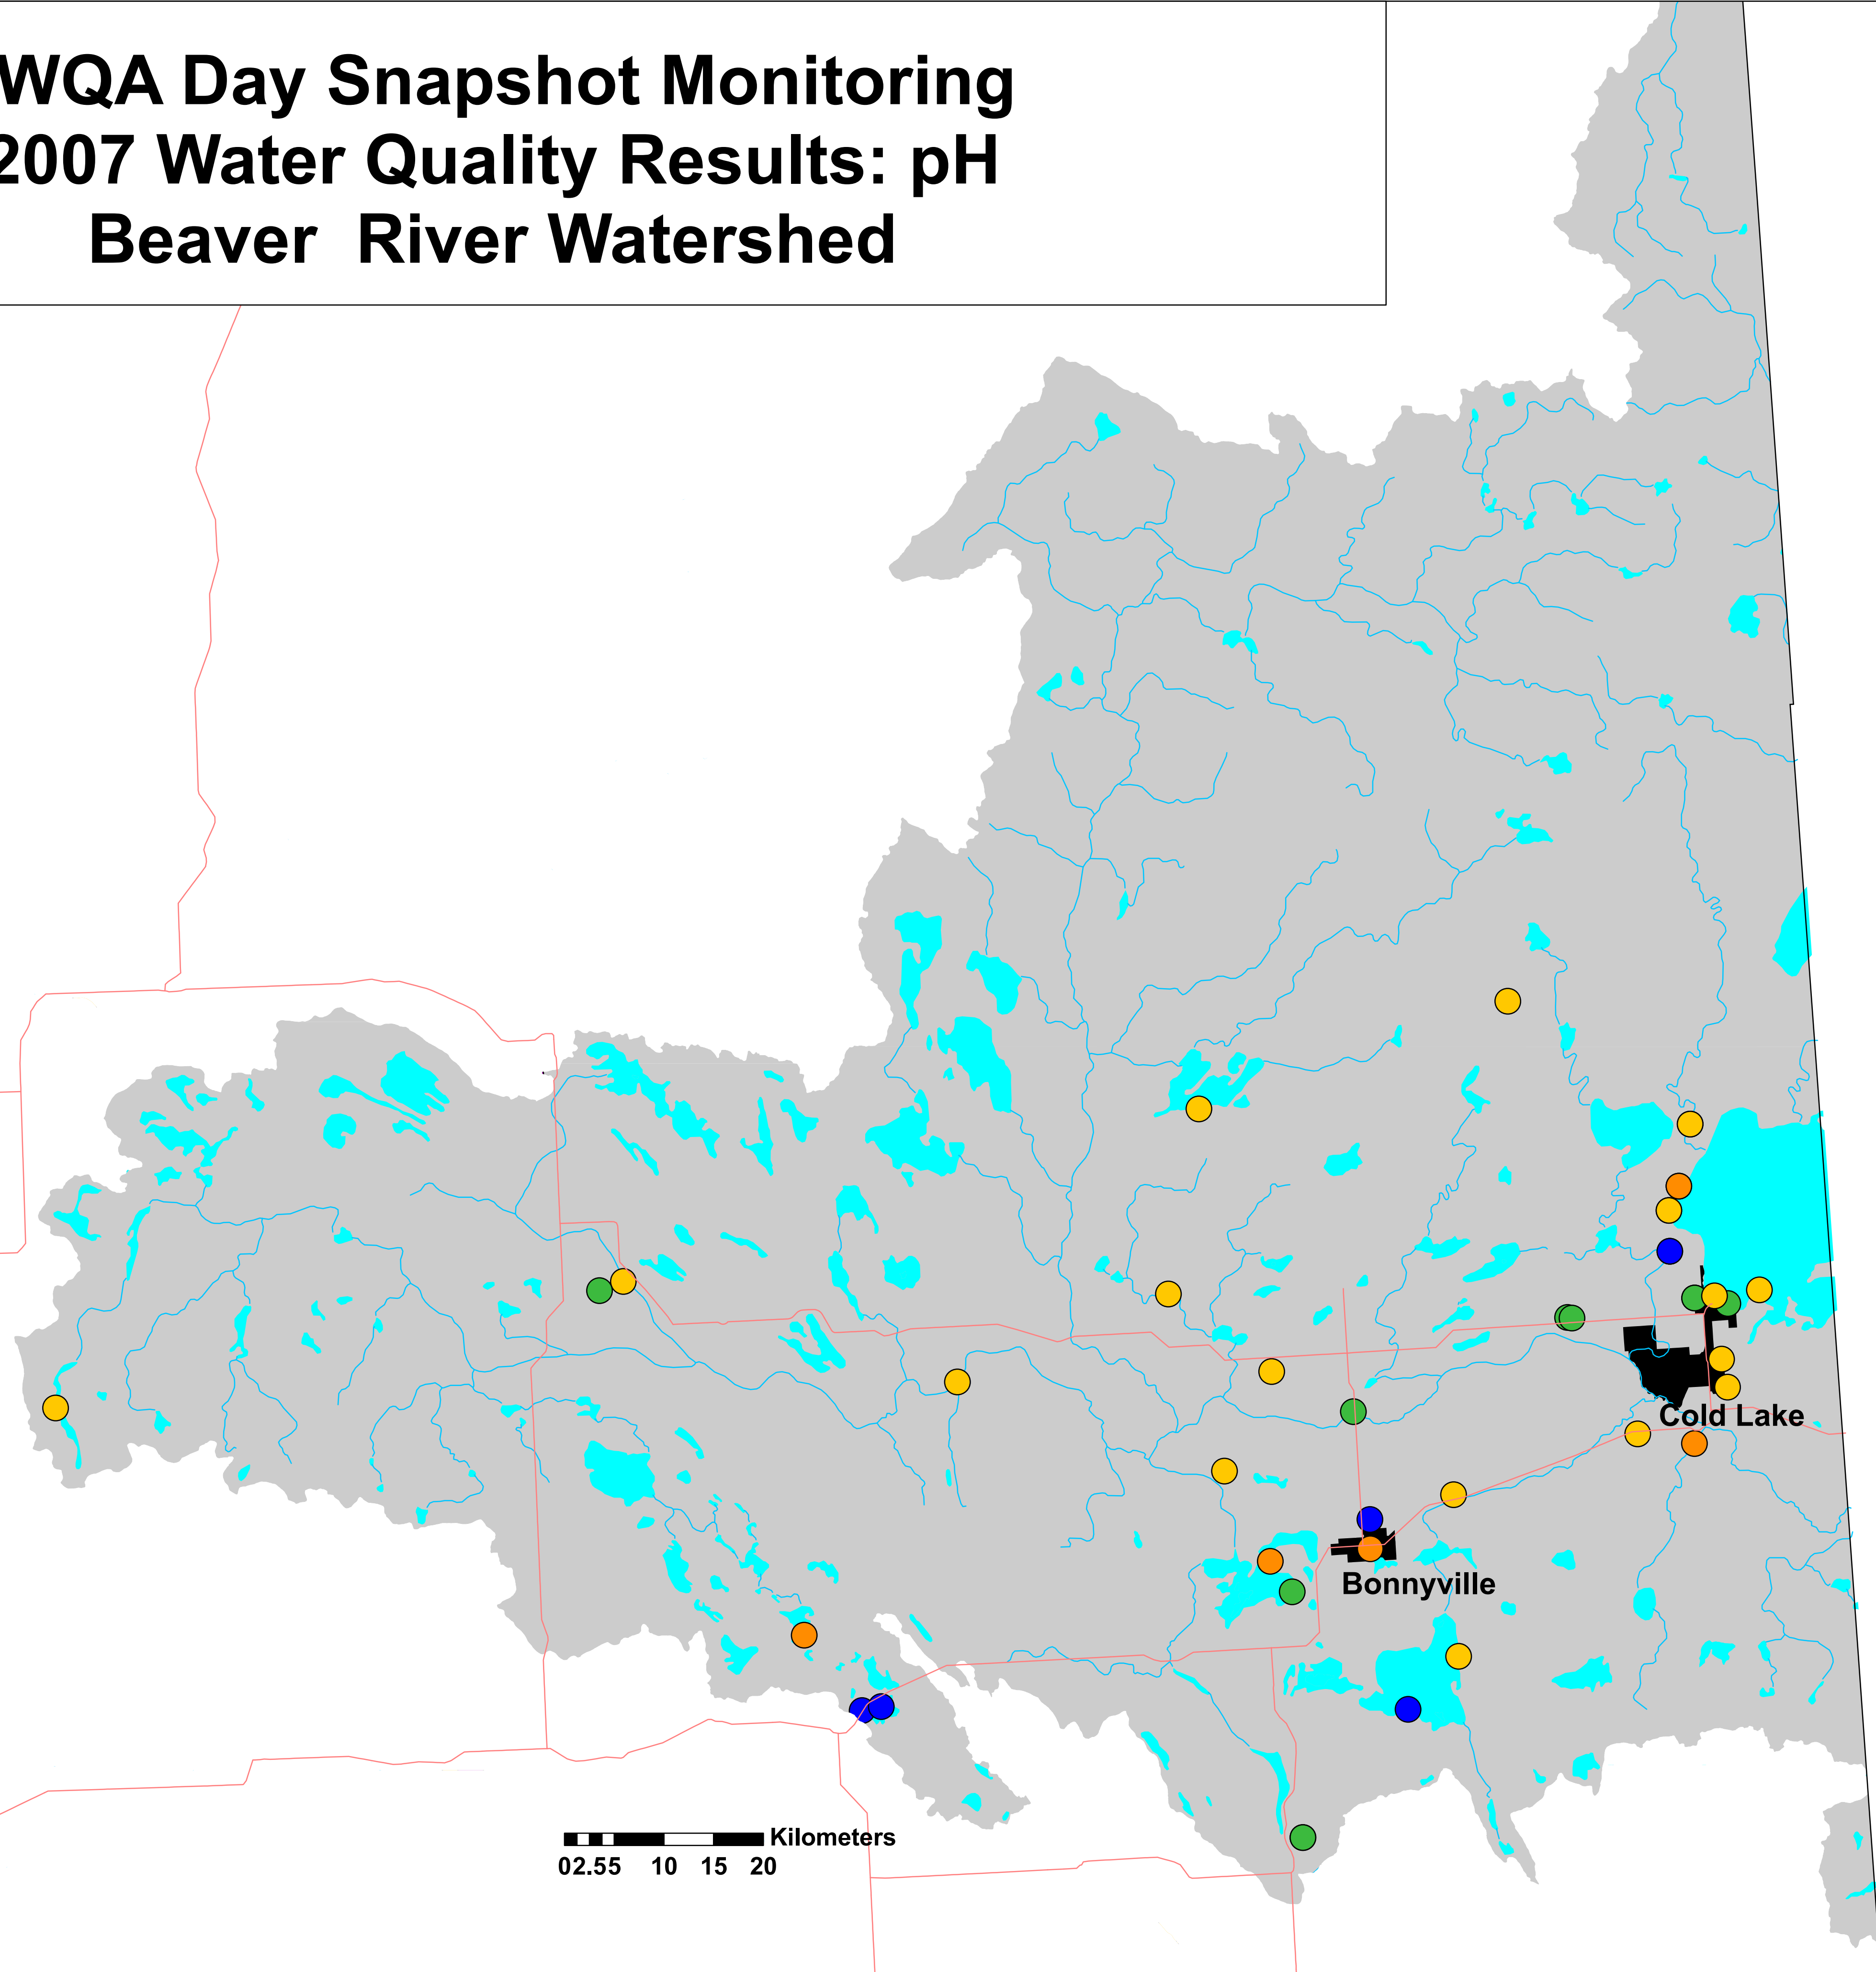 WQA Day Snapshot Monitoring
2007 Water Quality Results: pH
Beaver River Watershed
Cold Lake
Bonnyville
Kilometers
02.55 10 15 20